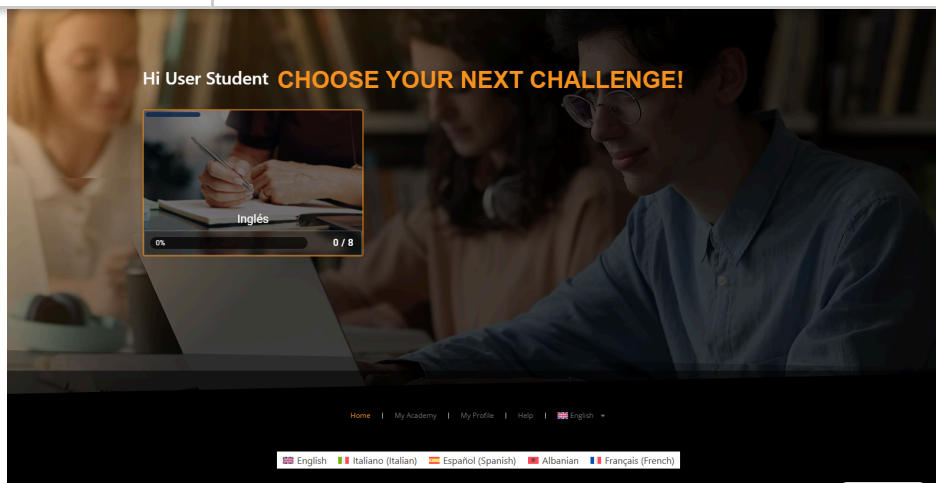 Hi User Student CHOOSE YOUR NEXT CHALLENGE!
Inglés
0% 0 / 8
Home | My Academy | My Profile | Help | English
English Italiano (Italian) Español (Spanish) Albanian Français (French)